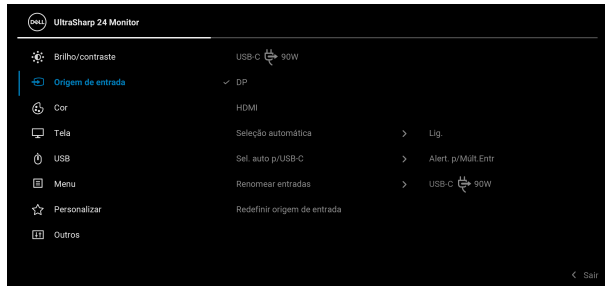 DELL UltraSharp 24 Monitor
Brilho/contraste USB-C 90W
Origem de entrada DP
Cor HDMI
Tela Seleção automática Lig.
USB Sel. auto p/USB-C Alert. p/Múlt.Entr
Menu Renomear entradas USB-C 90W
Personalizar Redefinir origem de entrada
Outros
Sair